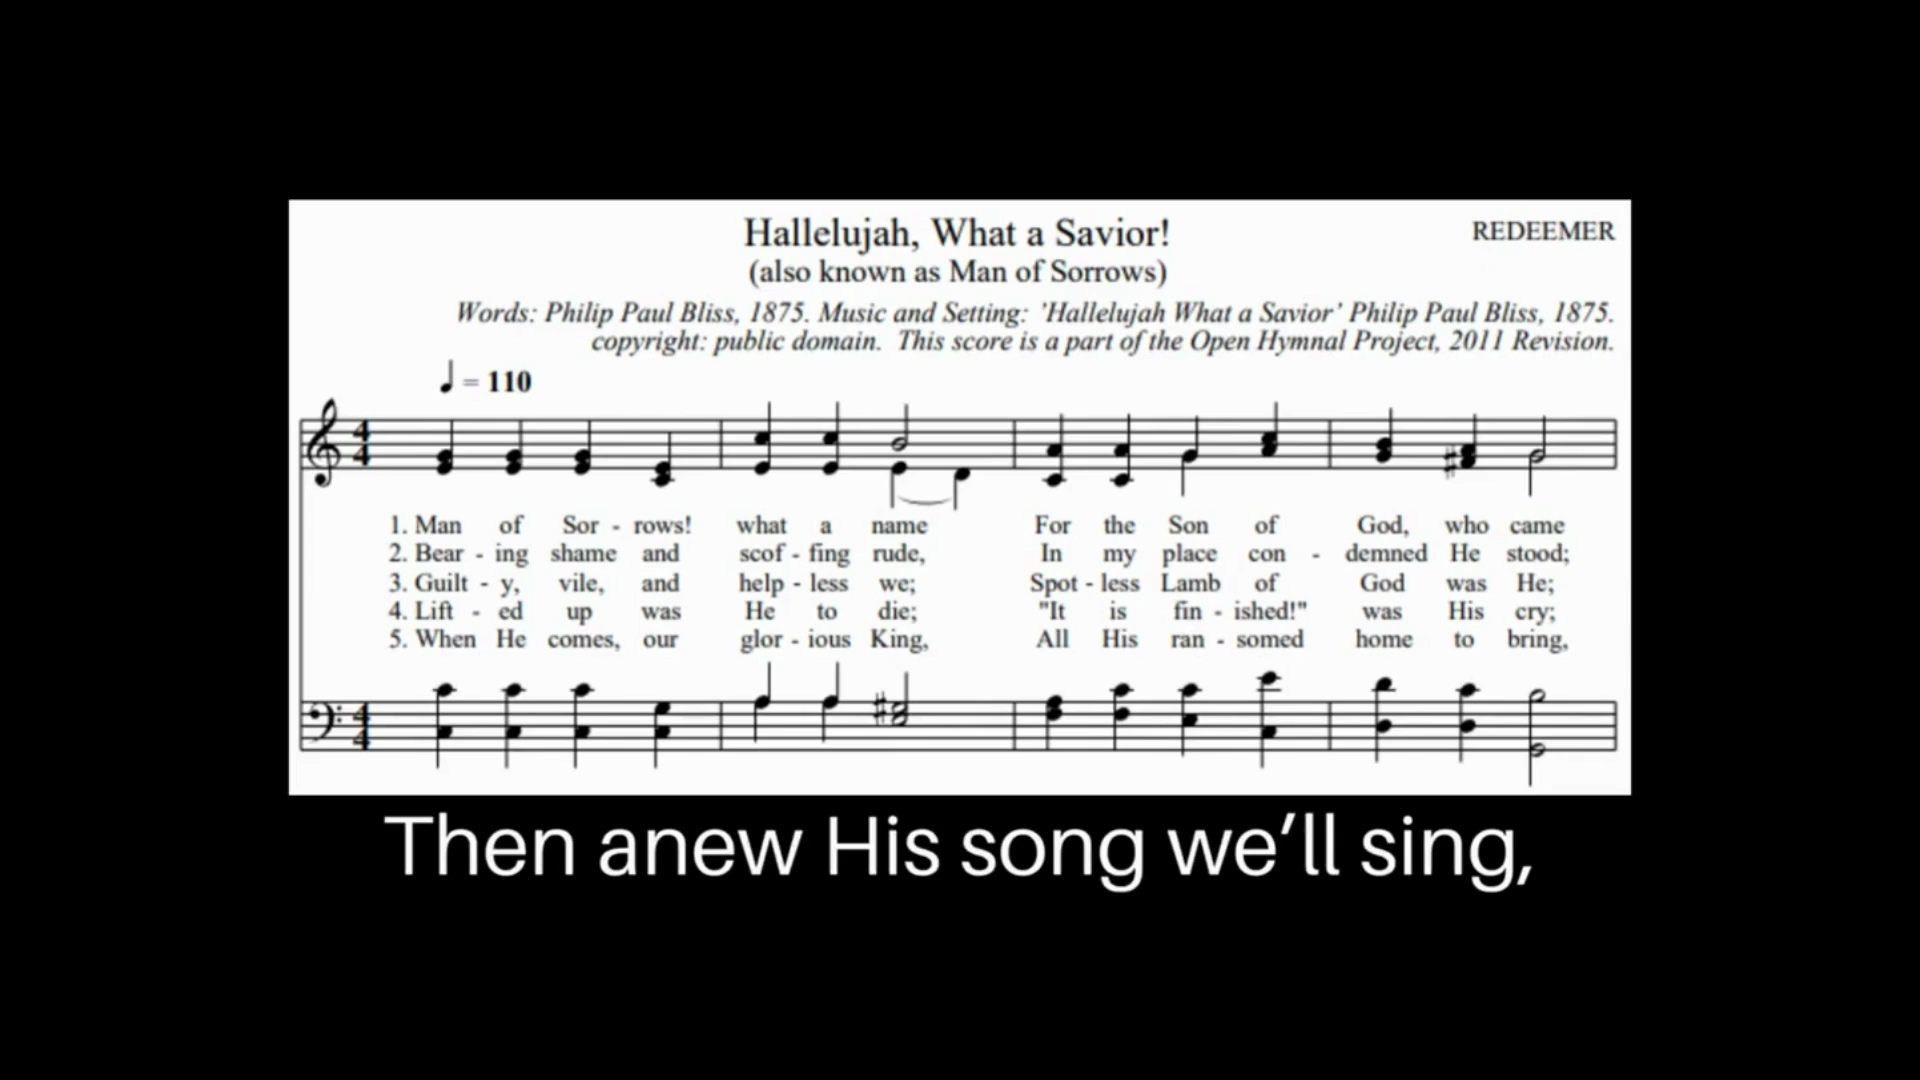 Hallelujah, What a Savior!
REDEEMER
(also known as Man of Sorrows)
Words: Philip Paul Bliss, 1875. Music and Setting: 'Hallelujah What a Savior' Philip Paul Bliss, 1875.
copyright: public domain. This score is a part of the Open Hymnal Project, 2011 Revision.
= 110
4
4
1. Man of Sor - rows! what a name For the Son of God, who came
2. Bear - ing shame and scof - fing rude, In my place con - demned He stood;
3. Guilt - y, vile, and help - less we; Spot - less Lamb of God was He;
4. Lift - ed up was He to die; "It is fin - ished!" was His cry;
5. When He comes, our glor - ious King, All His ran - somed home to bring,
4
4
Then anew His song we’ll sing,